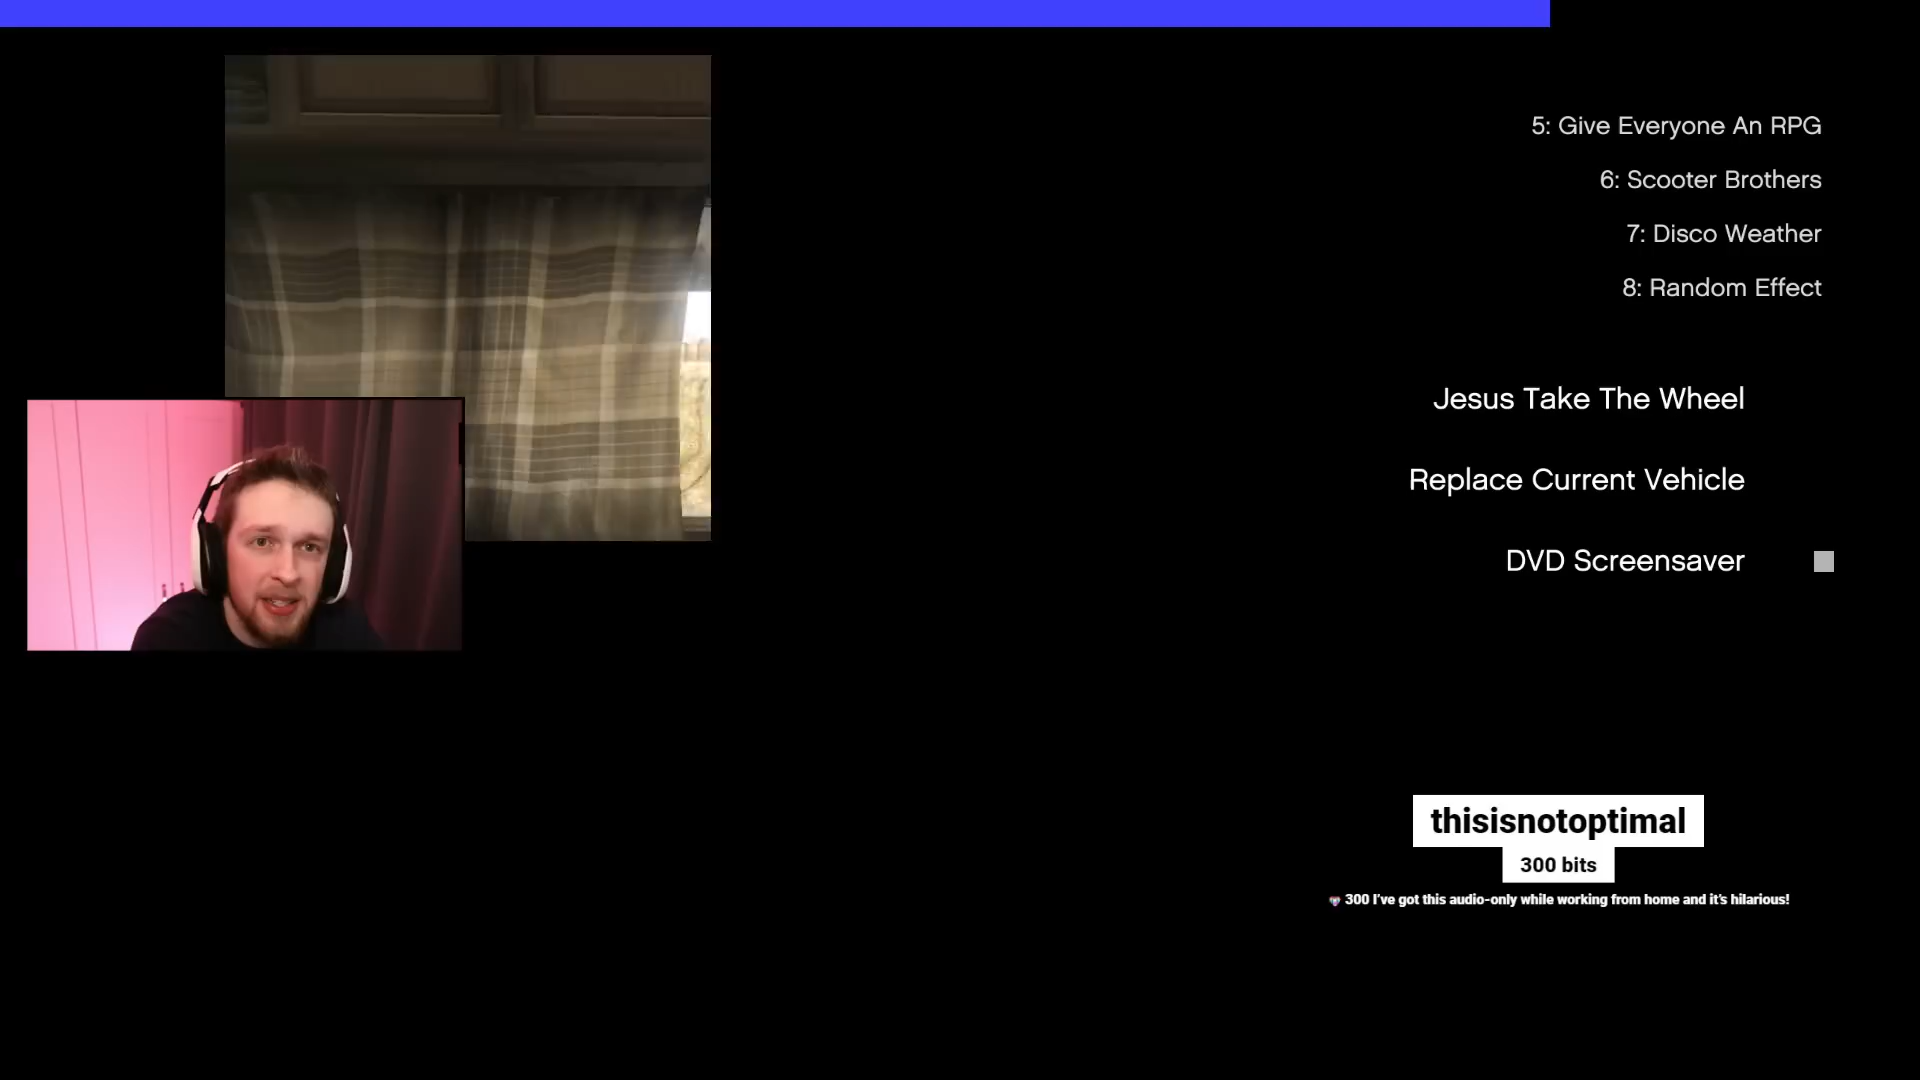 5: Give Everyone An RPG
6: Scooter Brothers
7: Disco Weather
8: Random Effect
Jesus Take The Wheel
Replace Current Vehicle
DVD Screensaver
thisisnotoptimal
300 bits
300 I've got this audio-only while working from home and it's hilarious!